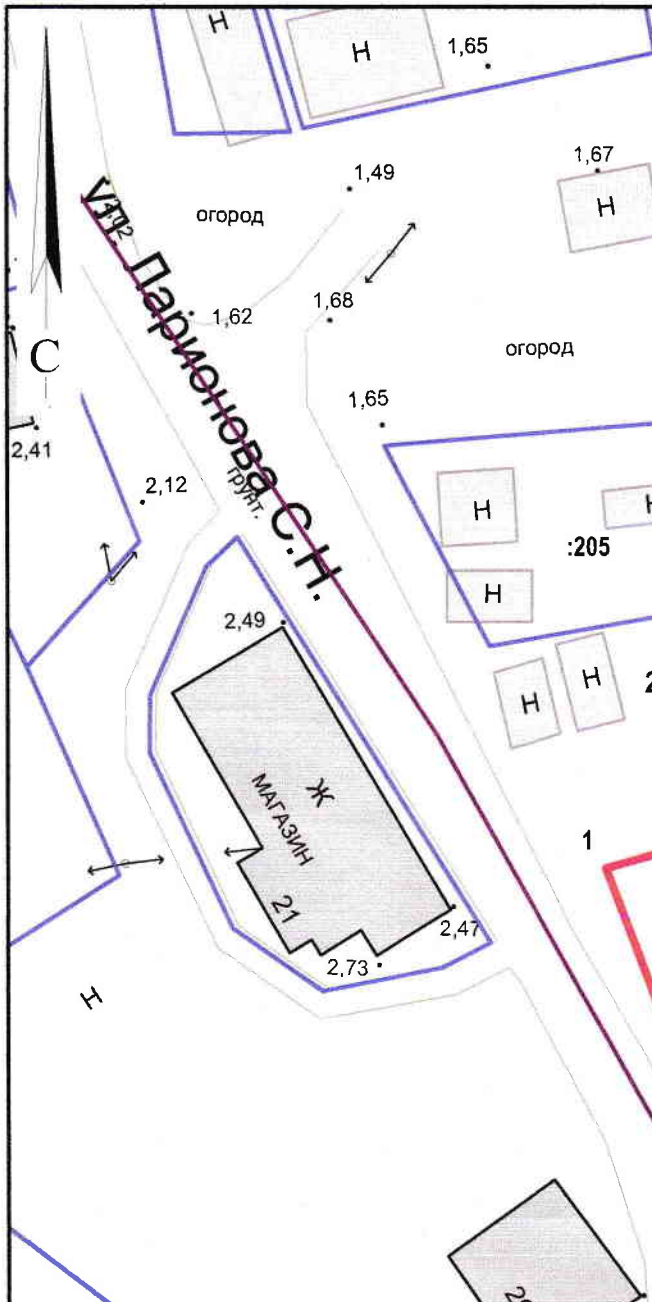 Н
Н
1,65
1,49
1,67
Н
огород
ул. Ларионова С.Н.
1,62
1,68
огород
С
1,65
2,41
2,12
грунт.
Н
Н
:205
Н
2,49
Н
Н
2
Ж
МАГАЗИН
1
21
2,47
2,73
Н